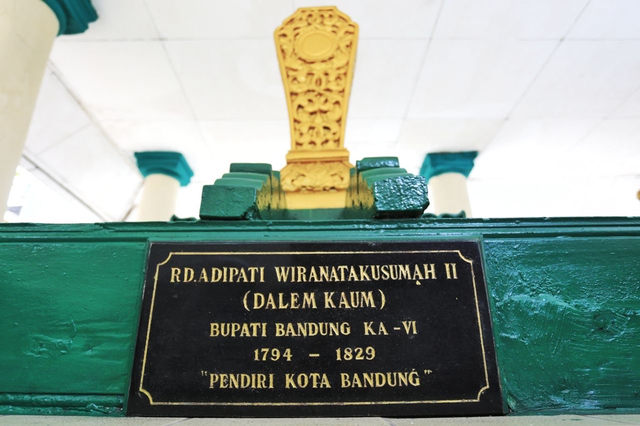 RD.ADIPATI WIRANATAKUSUMAH II
(DALEM KAUM)
BUPATI BANDUNG KA-VI
1794 - 1829
"PENDIRI KOTA BANDUNG"